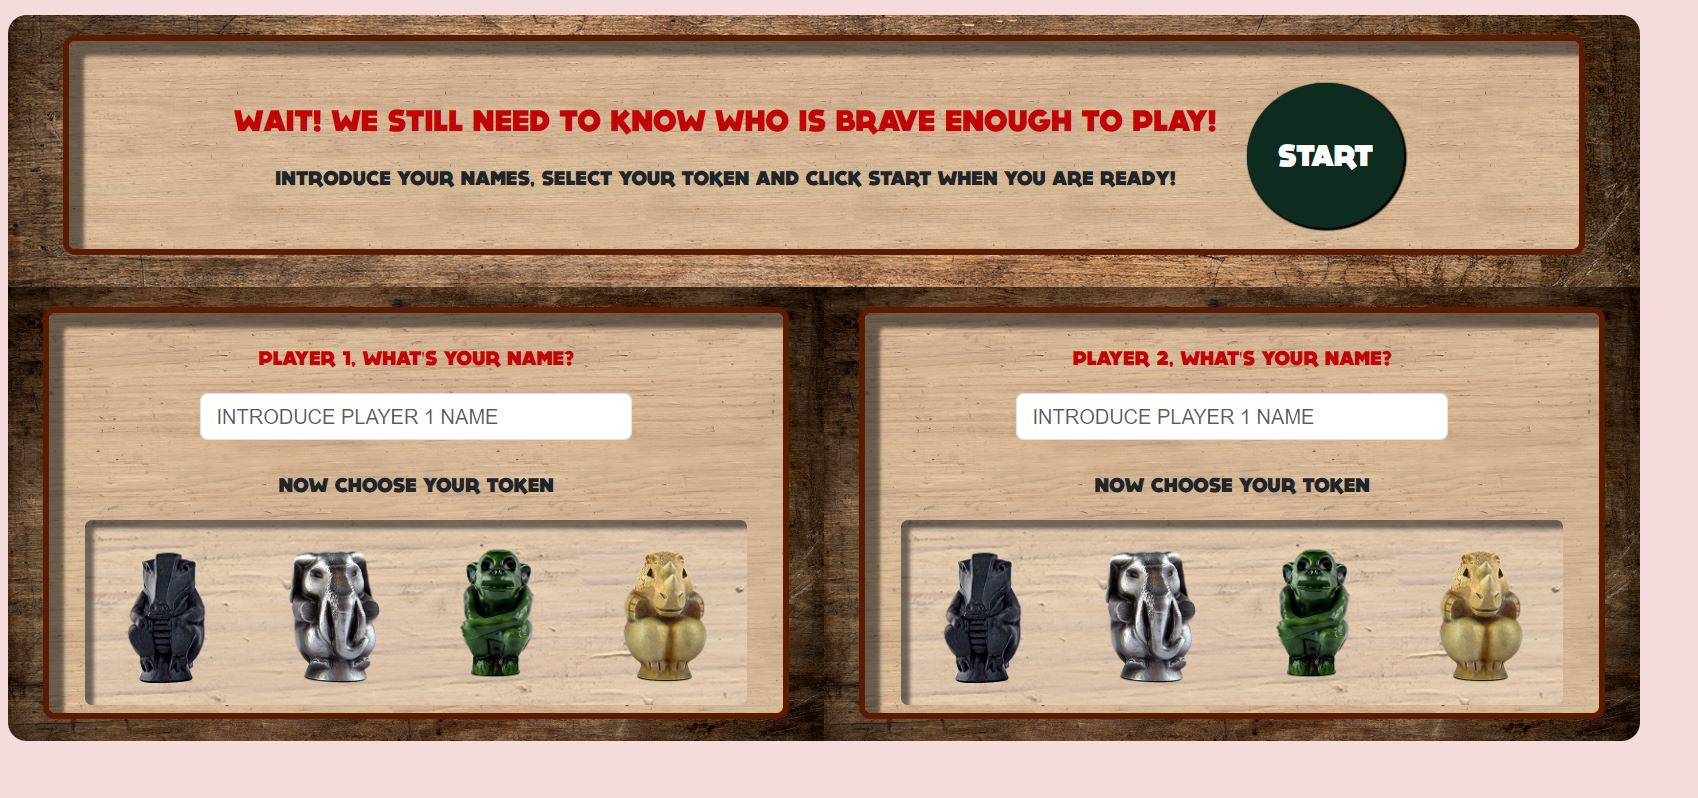 WAIT! WE STILL NEED TO KNOW WHO IS BRAVE ENOUGH TO PLAY!
INTRODUCE YOUR NAMES, SELECT YOUR TOKEN AND CLICK START WHEN YOU ARE READY!
START
PLAYER 1, WHAT'S YOUR NAME?
INTRODUCE PLAYER 1 NAME
NOW CHOOSE YOUR TOKEN
PLAYER 2, WHAT'S YOUR NAME?
INTRODUCE PLAYER 1 NAME
NOW CHOOSE YOUR TOKEN